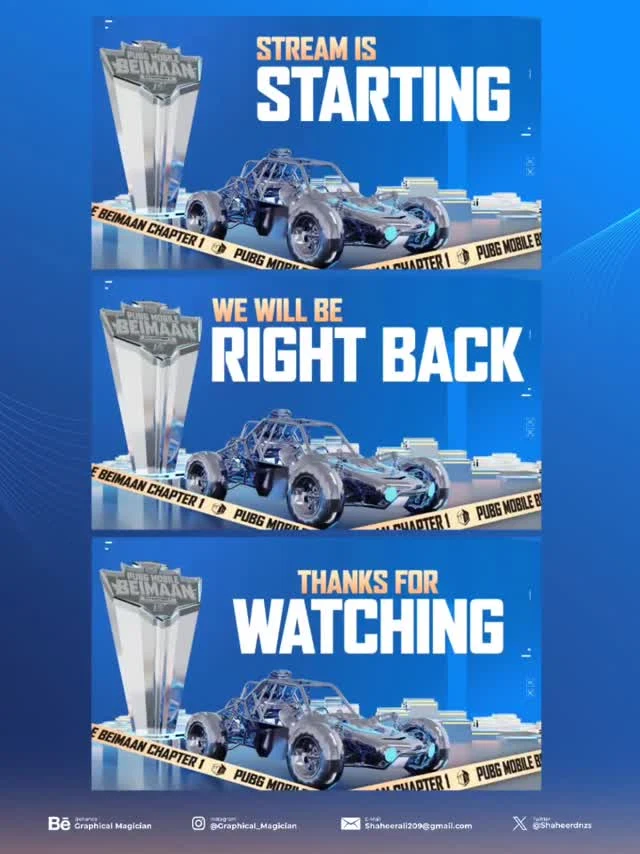 PUBG MOBILE
BEIMAAN
STREAM IS
STARTING
E BEIMAAN CHAPTER 1
PUBG MOBILE
CHAPTER 1
PUBG MOBILE
PUBG MOBILE
BEIMAAN
WE WILL BE
RIGHT BACK
E BEIMAAN CHAPTER 1
PUBG MOBIL
CHAPTER 1
PUBG MOBILE
PUBG MOBILE
BEIMAAN
THANKS FOR
WATCHING
E BEIMAAN CHAPTER 1
PUBG MOBIL
CHAPTER 1
PUBG MOBILE
Bē
Behance
Graphical Magician
Instagram
@Graphical_Magician
E-Mail
Shaheerali209@gmail.com
Twitter
@Shaheerdnzs